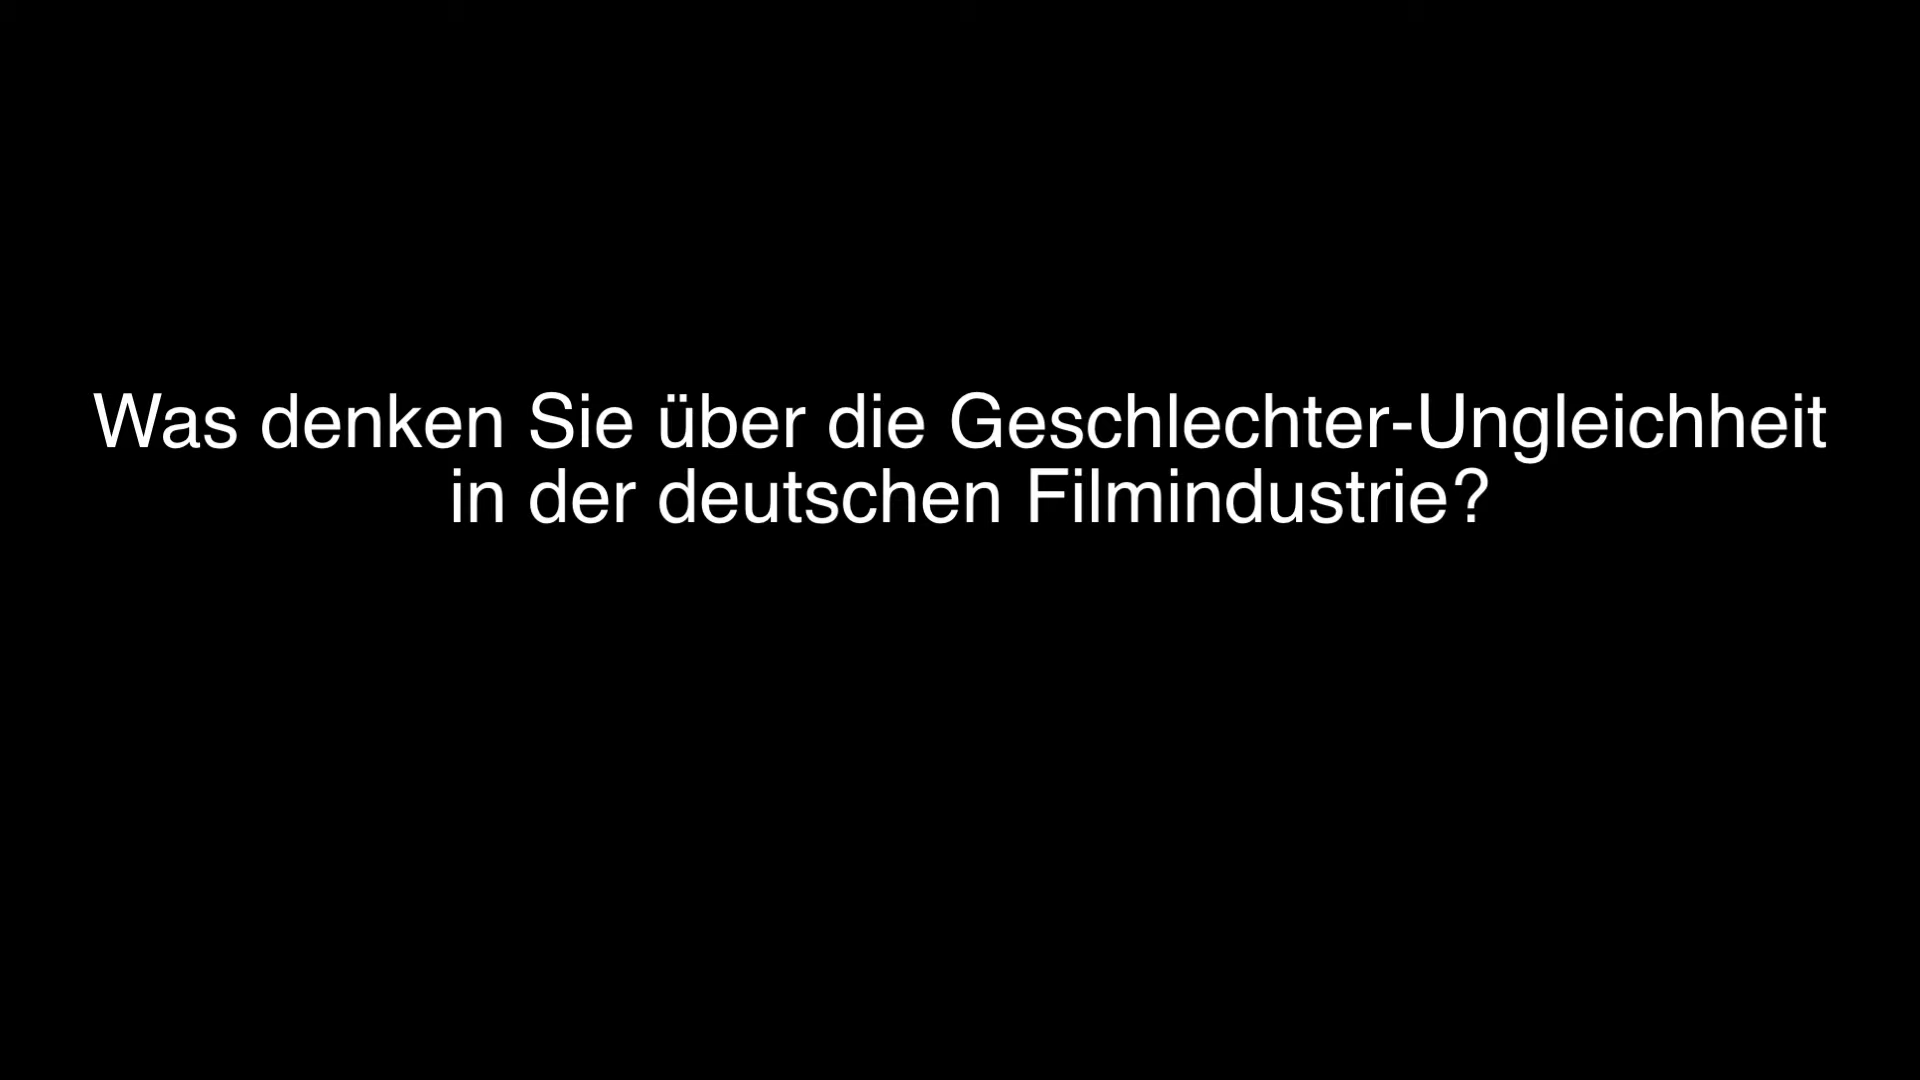 Was denken Sie über die Geschlechter-Ungleichheit
in der deutschen Filmindustrie?